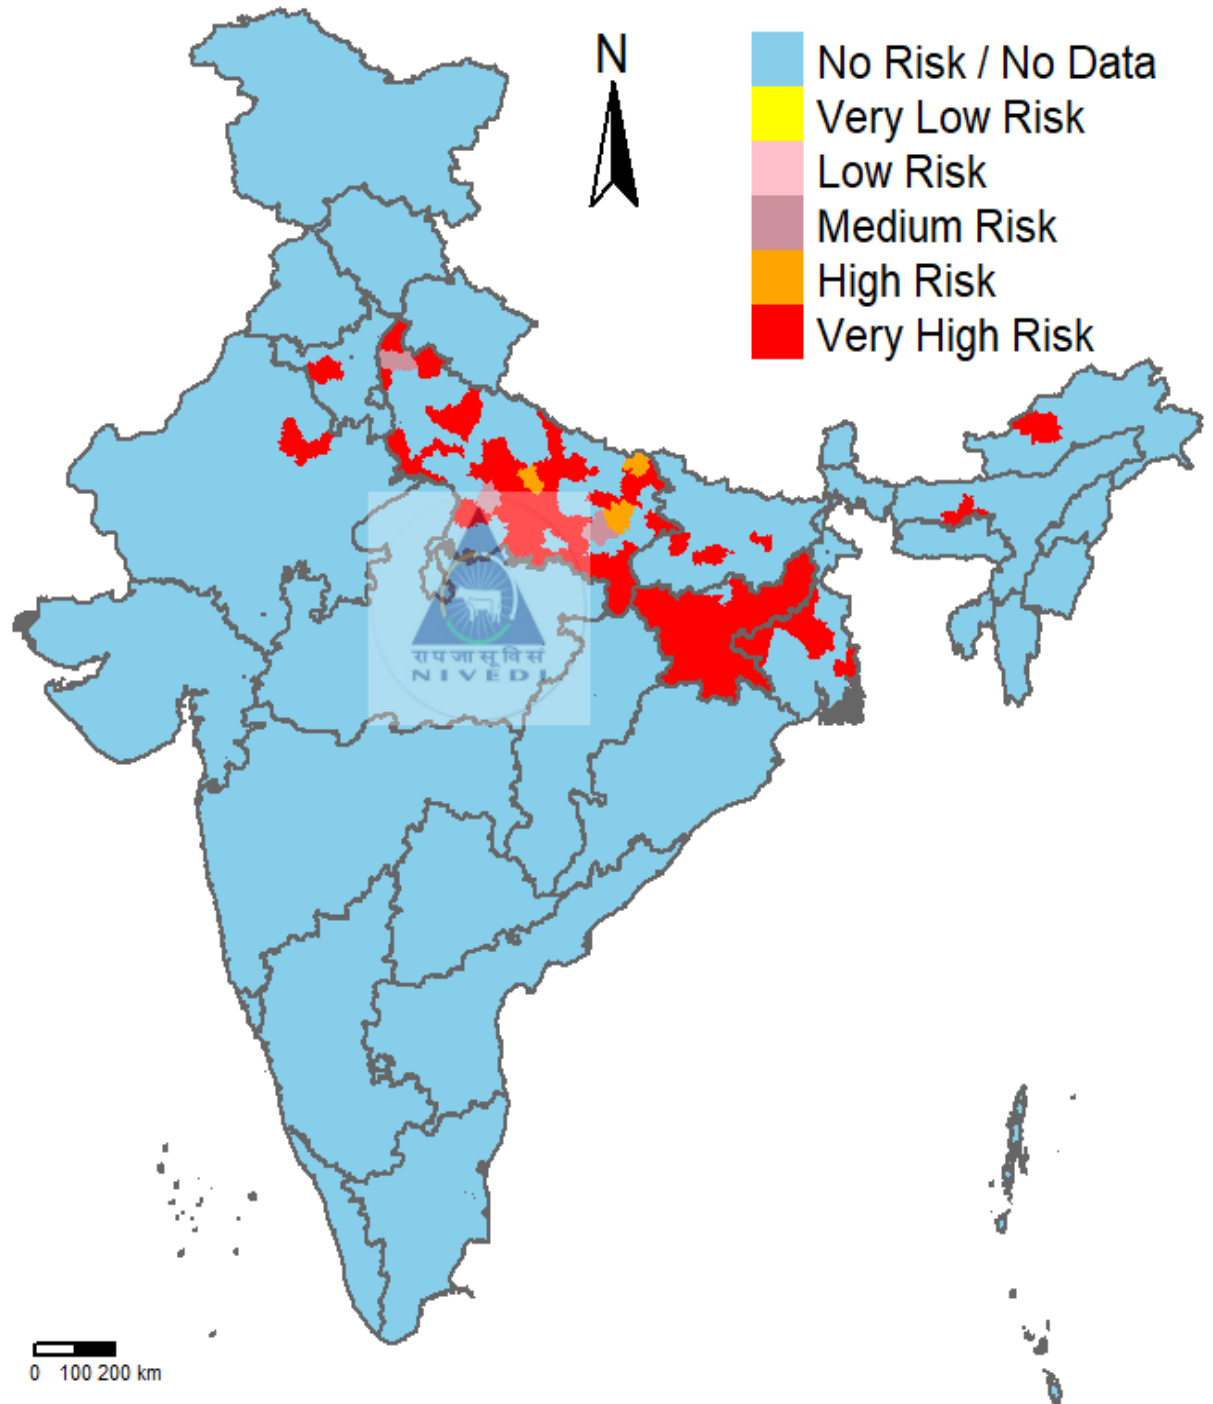 N
No Risk / No Data
Very Low Risk
Low Risk
Medium Risk
High Risk
Very High Risk
रा प जा सू वि सं
NIVEDI
0 100 200 km